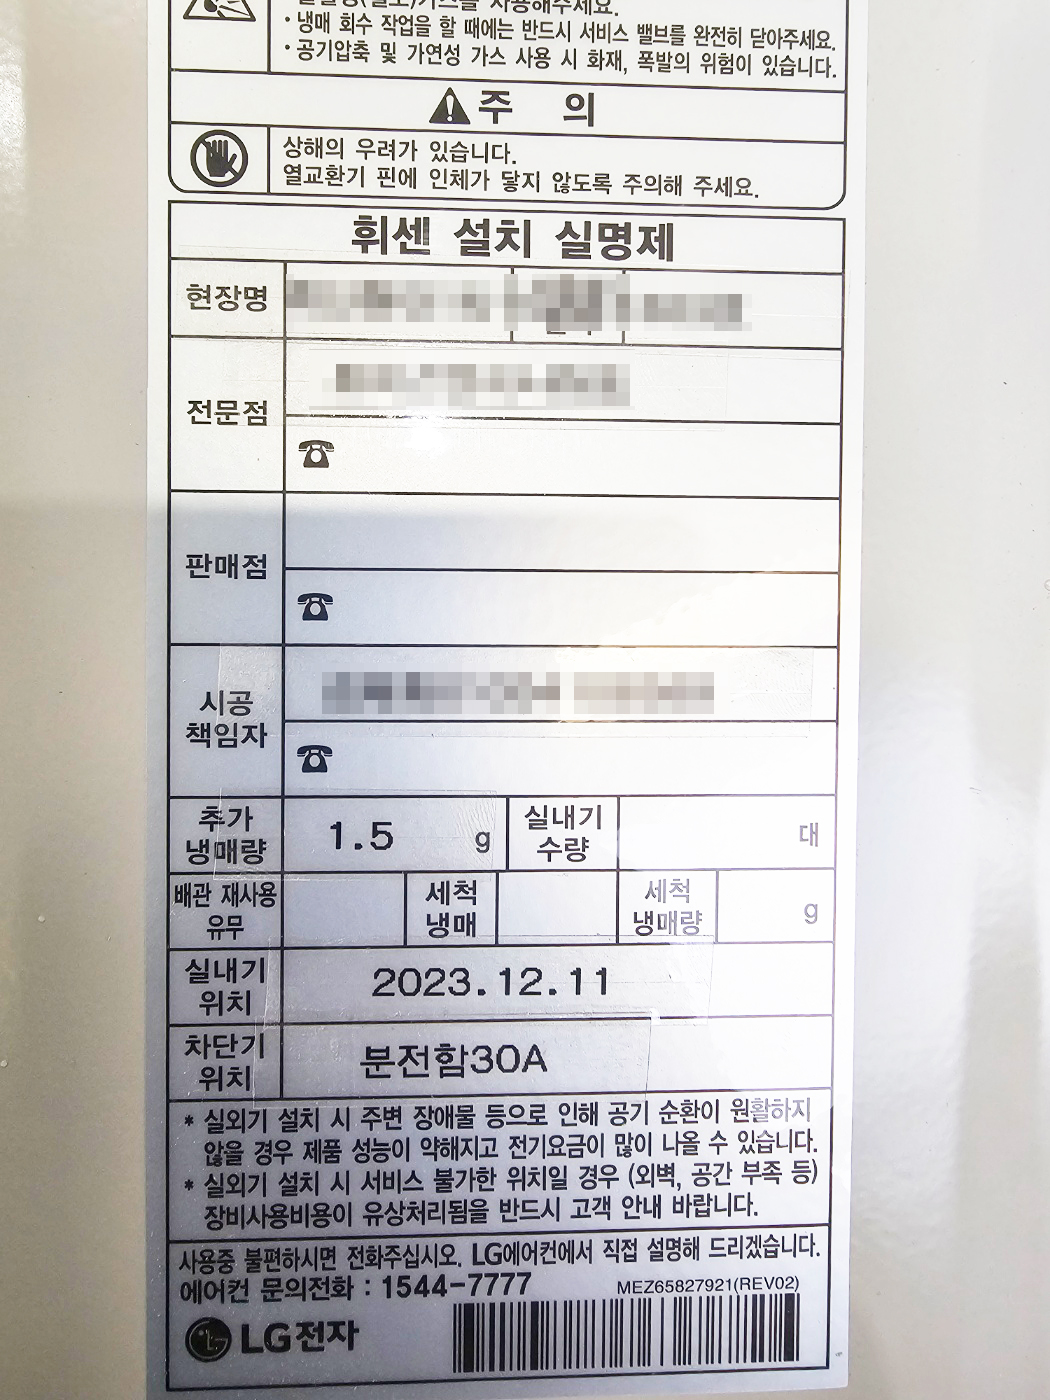 사용해주세요.
· 냉매 회수 작업을 할 때에는 반드시 서비스 밸브를 완전히 닫아주세요.
· 공기압축 및 가연성 가스 사용 시 화재, 폭발의 위험이 있습니다.
주 의
상해의 우려가 있습니다.
열교환기 핀에 인체가 닿지 않도록 주의해 주세요.
휘센 설치 실명제
현장명
전문점
판매점
시공
책임자
추가
냉매량
1.5 g
실내기
수량
대
배관 재사용
유무
세척
냉매
세척
냉매량
g
실내기
위치
2023.12.11
차단기
위치
분전함30A
* 실외기 설치 시 주변 장애물 등으로 인해 공기 순환이 원활하지
않을 경우 제품 성능이 약해지고 전기요금이 많이 나올 수 있습니다.
* 실외기 설치 시 서비스 불가한 위치일 경우 (외벽, 공간 부족 등)
장비사용비용이 유상처리됨을 반드시 고객 안내 바랍니다.
사용중 불편하시면 전화주십시오. LG에어컨에서 직접 설명해 드리겠습니다.
에어컨 문의전화 : 1544-7777
MEZ65827921(REV02)
LG전자